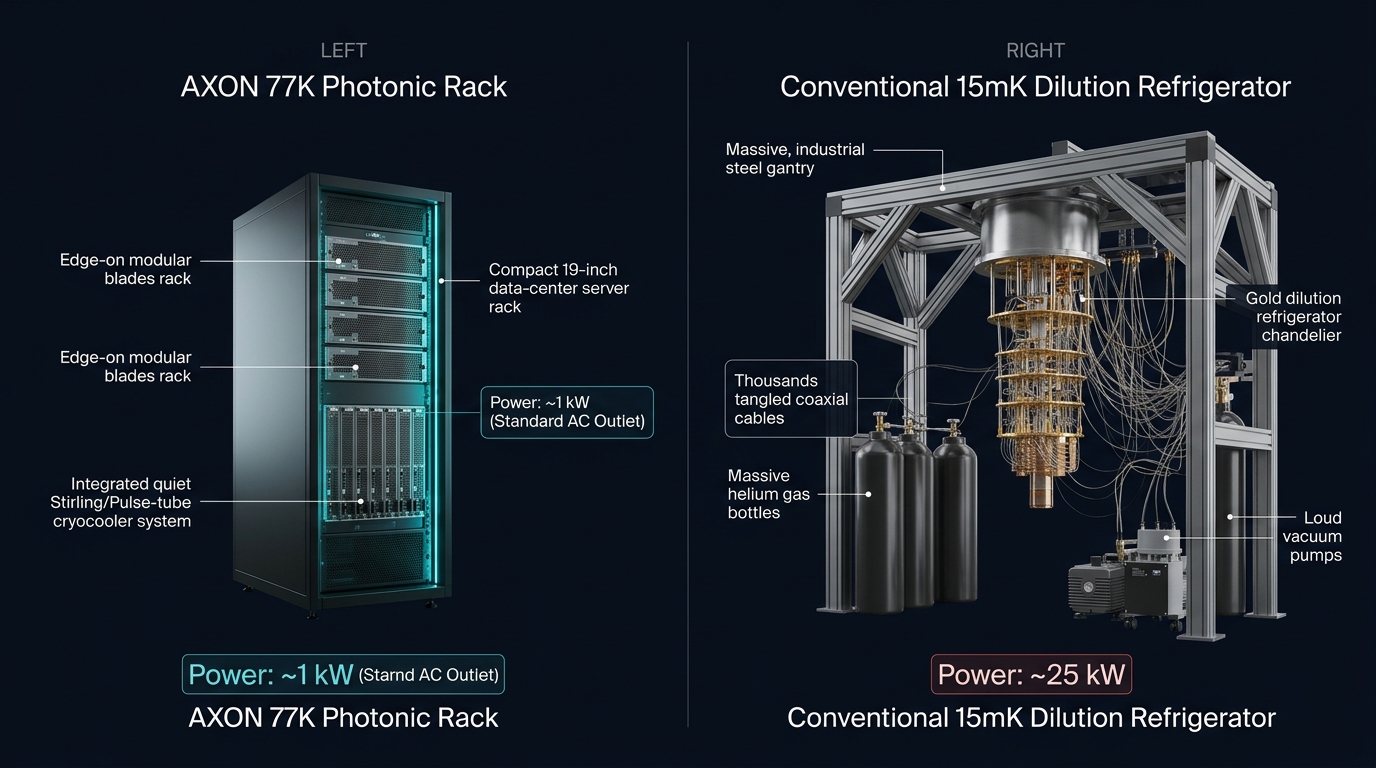 LEFT
AXON 77K Photonic Rack
Edge-on modular
blades rack
Compact 19-inch
data-center server
rack
Edge-on modular
blades rack
Power: ~1 kW
(Standard AC Outlet)
Integrated quiet
Stirling/Pulse-tube
cryocooler system
Power: ~1 kW (Starnd AC Outlet)
AXON 77K Photonic Rack
RIGHT
Conventional 15mK Dilution Refrigerator
Massive, industrial
steel gantry
Gold dilution
refrigerator
chandelier
Thousands
tangled coaxial
cables
Massive
helium gas
bottles
Loud
vacuum
pumps
Power: ~25 kW
Conventional 15mK Dilution Refrigerator